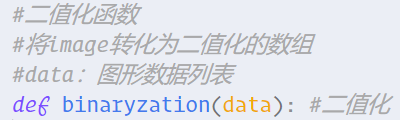 #二值化函数
#将image转化为二值化的数组
#data：图形数据列表
def binaryzation(data): #二值化